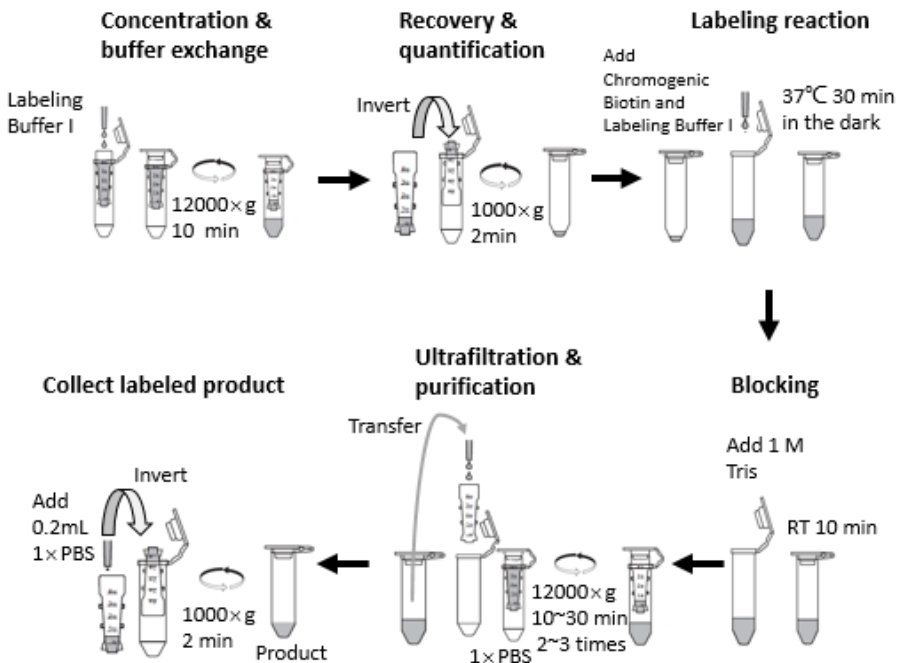 Concentration &
buffer exchange
Labeling
Buffer I
12000×g
10 min
Recovery &
quantification
Invert
1000×g
2min
Labeling reaction
Add
Chromogenic
Biotin and
Labeling Buffer I
37℃ 30 min
in the dark
Blocking
Add 1 M
Tris
RT 10 min
Ultrafiltration &
purification
Transfer
1×PBS
12000×g
10~30 min
2~3 times
Collect labeled product
Add
0.2mL
1×PBS
Invert
1000×g
2 min
Product